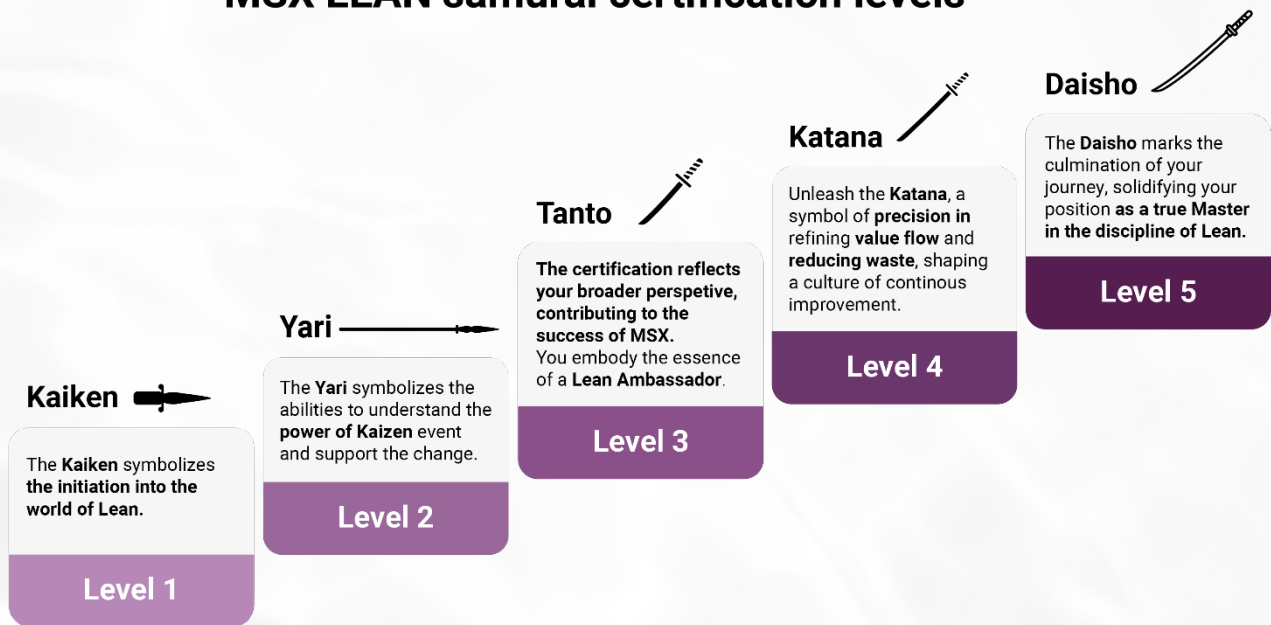 MSX LEAN samurai certification levels
Kaiken
The Kaiken symbolizes
the initiation into the
world of Lean.
Level 1
Yari
The Yari symbolizes the
abilities to understand the
power of Kaizen event
and support the change.
Level 2
Tanto
The certification reflects
your broader perspetive,
contributing to the
success of MSX.
You embody the essence
of a Lean Ambassador.
Level 3
Katana
Unleash the Katana, a
symbol of precision in
refining value flow and
reducing waste, shaping
a culture of continous
improvement.
Level 4
Daisho
The Daisho marks the
culmination of your
journey, solidifying your
position as a true Master
in the discipline of Lean.
Level 5